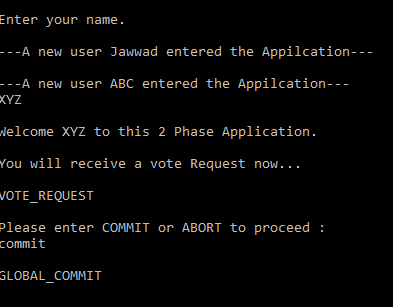 Enter your name.
---A new user Jawwad entered the Appilcation---
---A new user ABC entered the Appilcation---
XYZ
Welcome XYZ to this 2 Phase Application.
You will receive a vote Request now...
VOTE_REQUEST
Please enter COMMIT or ABORT to proceed :
commit
GLOBAL_COMMIT